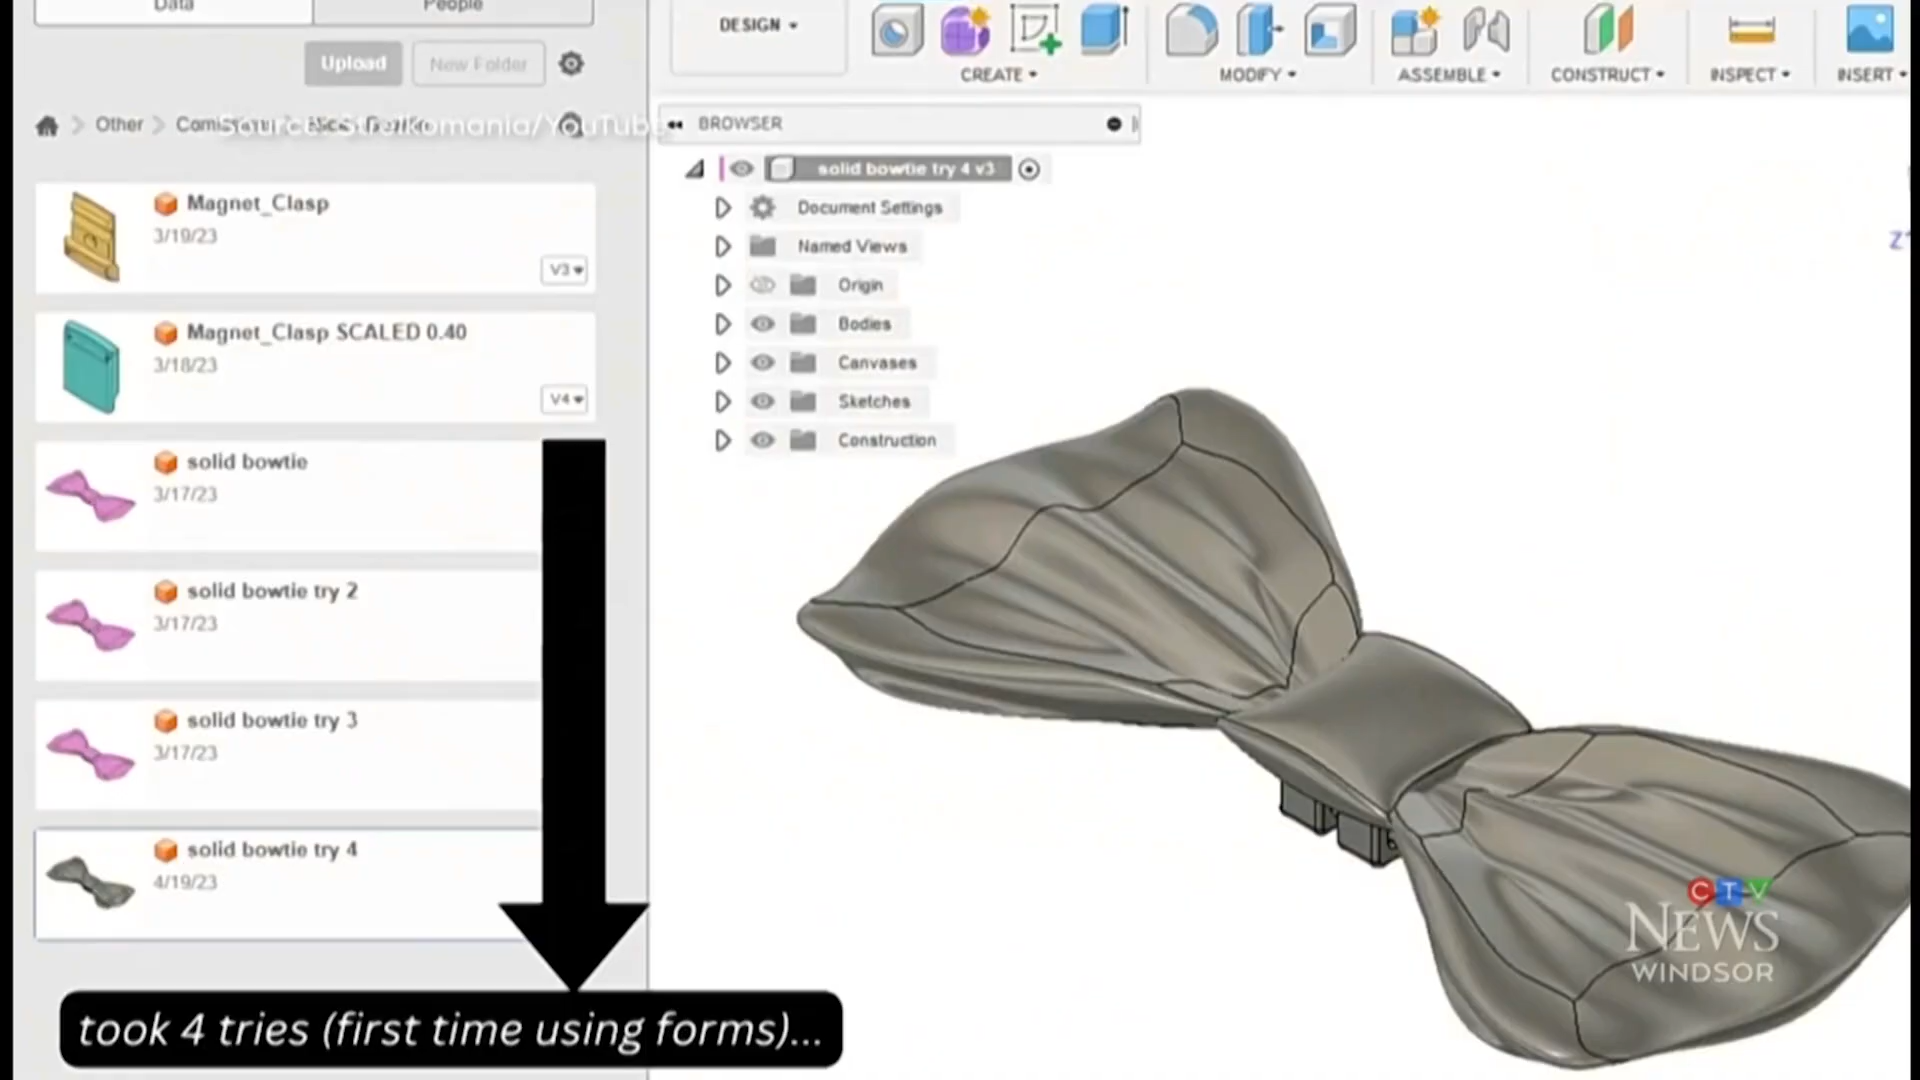 Data
People
DESIGN
Upload
New Folder
CREATE
MODIFY
ASSEMBLE
CONSTRUCT
INSPECT
INSERT
Other
BROWSER
solid bowtie try 4 v3
Document Settings
Named Views
Origin
Bodies
Canvases
Sketches
Construction
Magnet_Clasp
3/19/23
V3
Magnet_Clasp SCALED 0.40
3/18/23
V4
solid bowtie
3/17/23
solid bowtie try 2
3/17/23
solid bowtie try 3
3/17/23
solid bowtie try 4
4/19/23
Z
CTV
NEWS
WINDSOR
took 4 tries (first time using forms)...